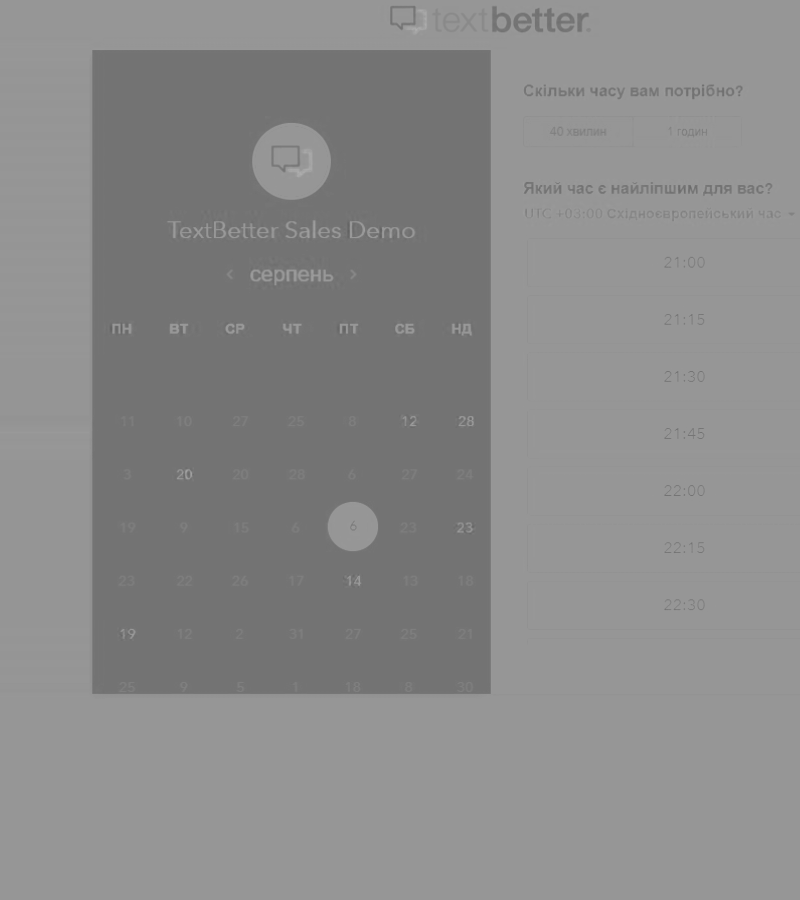 textbetter.
TextBetter Sales Demo
серпень
ПН ВТ СР ЧТ ПТ СБ НД
11 10 27 25 8 12 28
3 20 20 28 6 27 24
19 9 15 6 6 23 23
23 22 26 17 14 13 18
19 12 2 31 27 25 21
25 9 5 1 18 8 30
Скільки часу вам потрібно?
40 хвилин 1 годин
Який час є найліпшим для вас?
UTC +03:00 Східноєвропейський час
21:00
21:15
21:30
21:45
22:00
22:15
22:30